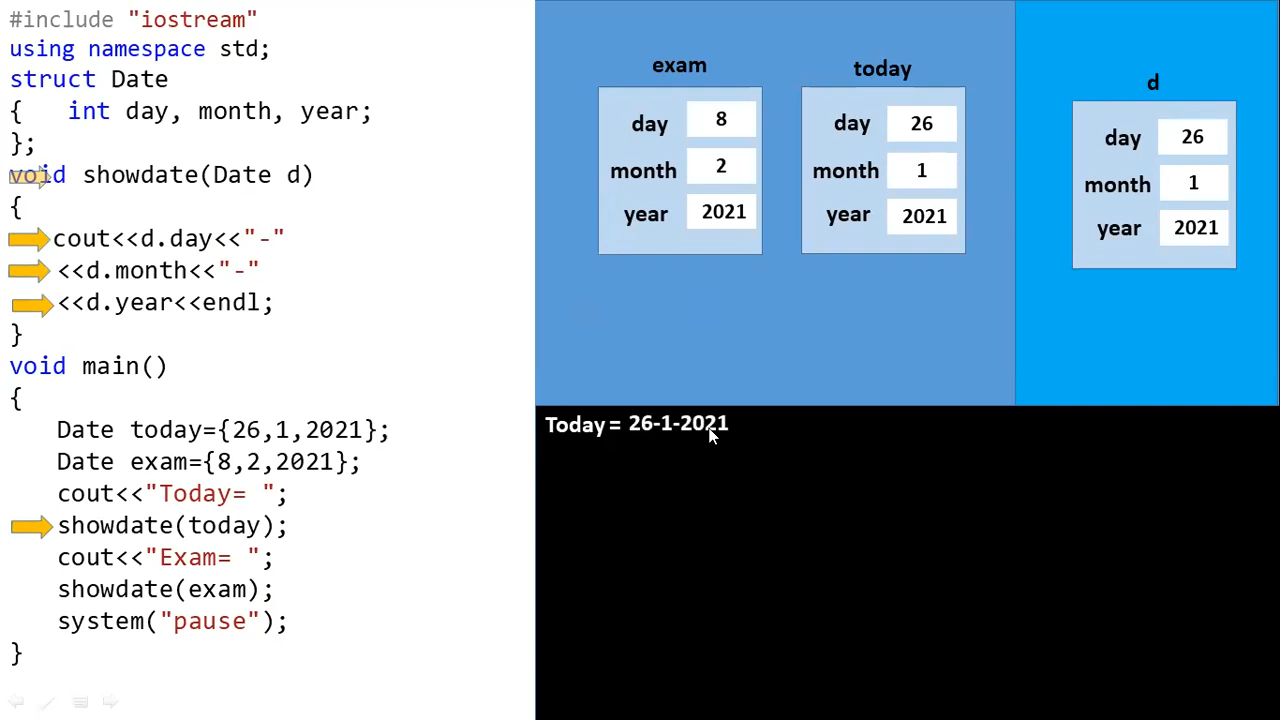 #include "iostream"
using namespace std;
struct Date
{   int day, month, year;
};
void showdate(Date d)
{
cout<<d.day<<"-"
<<d.month<<"-"
<<d.year<<endl;
}
void main()
{
Date today={26,1,2021};
Date exam={8,2,2021};
cout<<"Today= ";
showdate(today);
cout<<"Exam= ";
showdate(exam);
system("pause");
}
exam
day 8
month 2
year 2021
today
day 26
month 1
year 2021
d
day 26
month 1
year 2021
Today = 26-1-2021